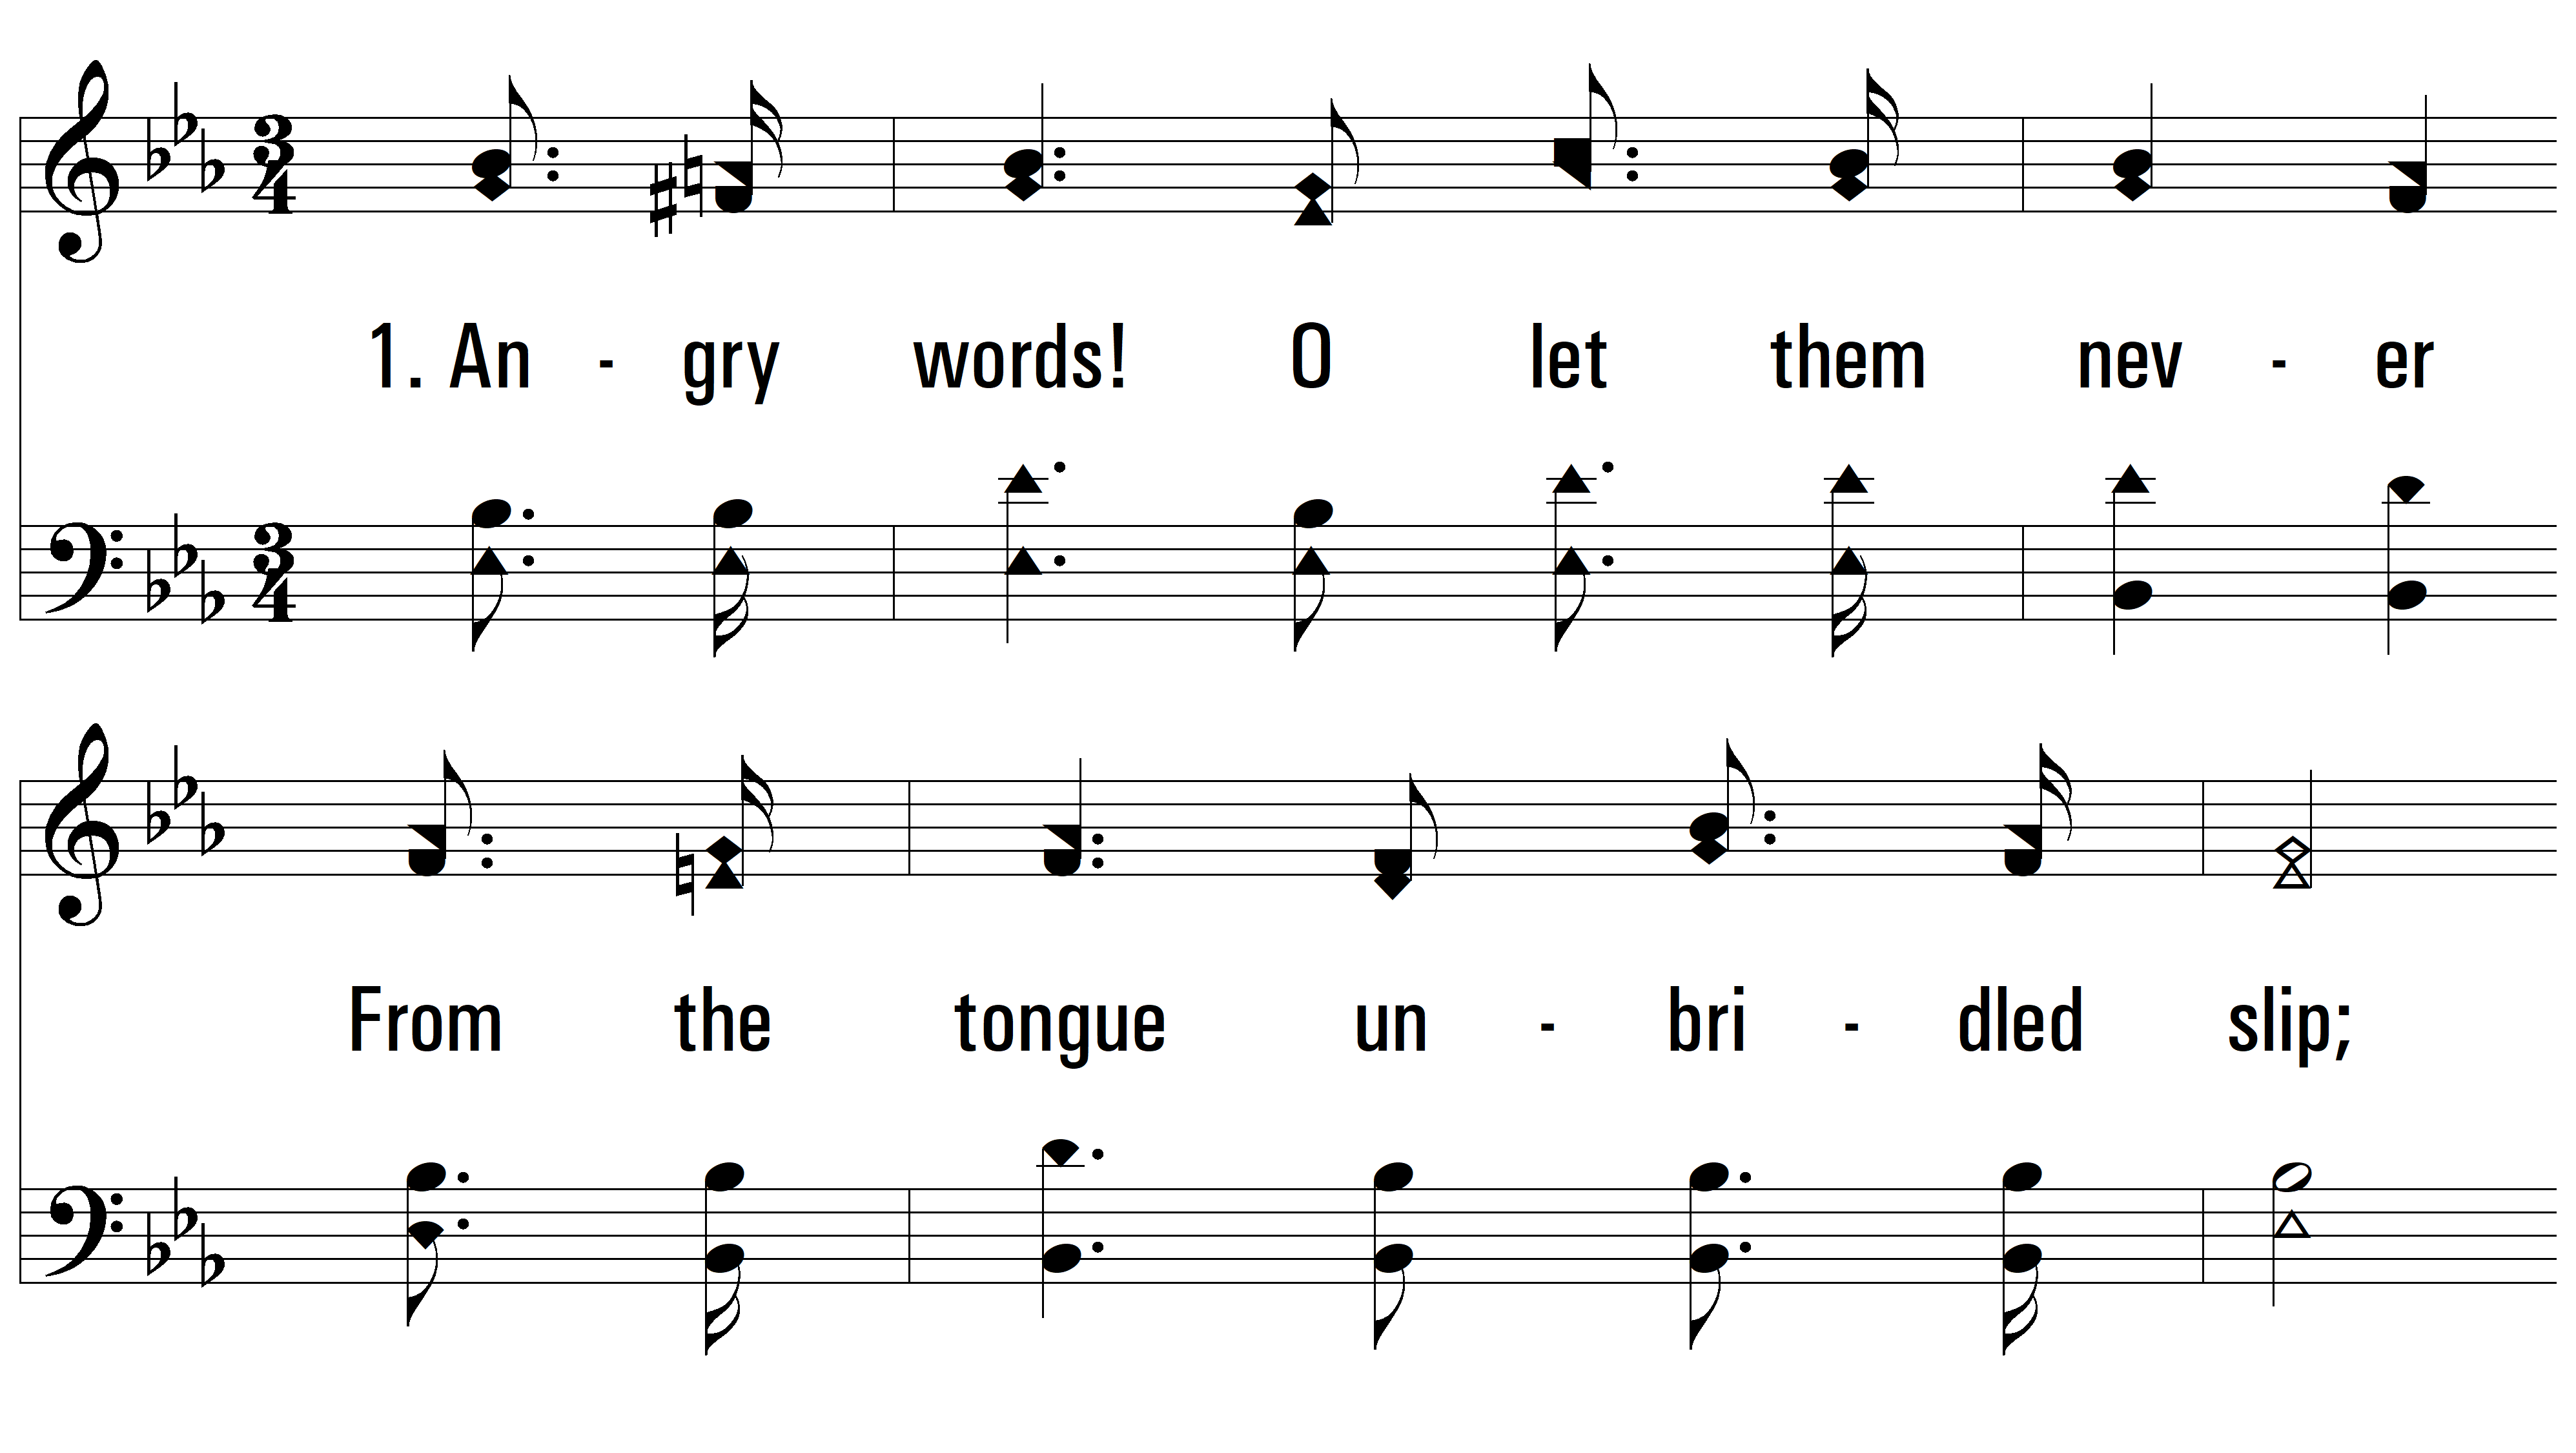 1. An - gry words! O let them nev - er
From the tongue un - bri - dled slip;